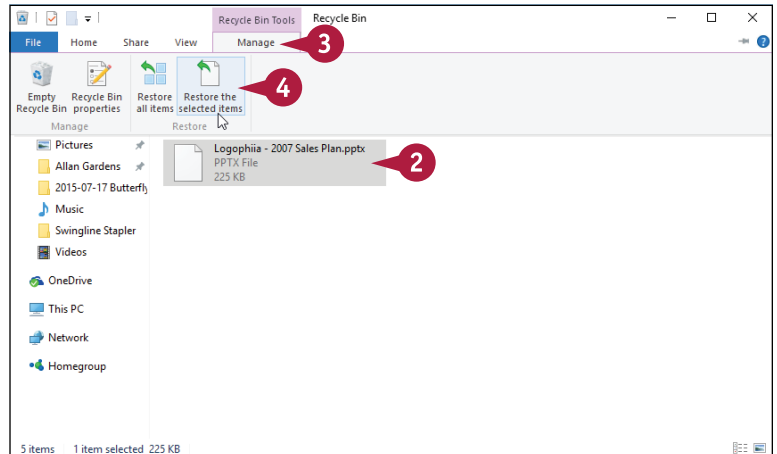 Recycle Bin Tools Recycle Bin
File Home Share View Manage
3
4
Empty Recycle Bin Restore Restore the
Recycle Bin properties all items selected items
Manage Restore
Pictures
Allan Gardens
2015-07-17 Butterfly
Music
Swingline Stapler
Videos
OneDrive
This PC
Network
Homegroup
Logophiia - 2007 Sales Plan.pptx
PPTX File
225 KB
2
5 items 1 item selected 225 KB